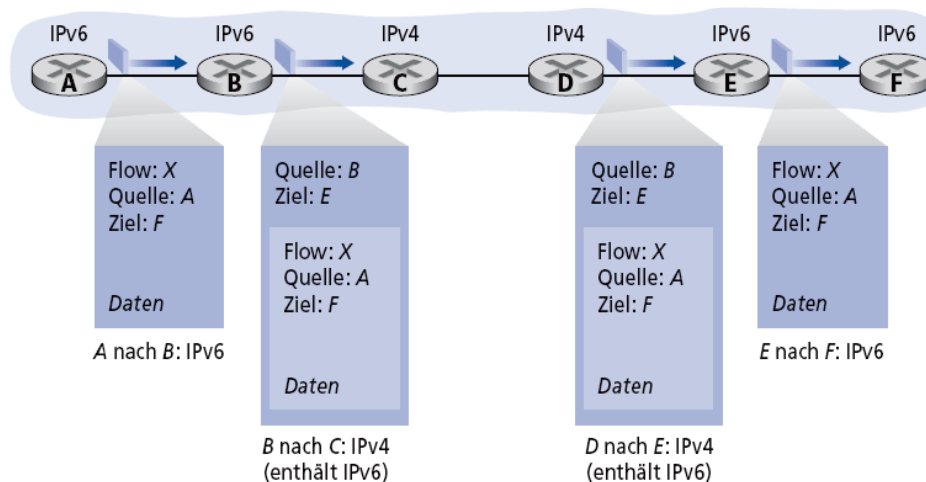 IPv6
IPv6
IPv4
IPv4
IPv6
IPv6
A
B
C
D
E
F
Flow: X
Quelle: A
Ziel: F
Daten
A nach B: IPv6
Quelle: B
Ziel: E
Flow: X
Quelle: A
Ziel: F
Daten
B nach C: IPv4
(enthält IPv6)
Quelle: B
Ziel: E
Flow: X
Quelle: A
Ziel: F
Daten
D nach E: IPv4
(enthält IPv6)
Flow: X
Quelle: A
Ziel: F
Daten
E nach F: IPv6